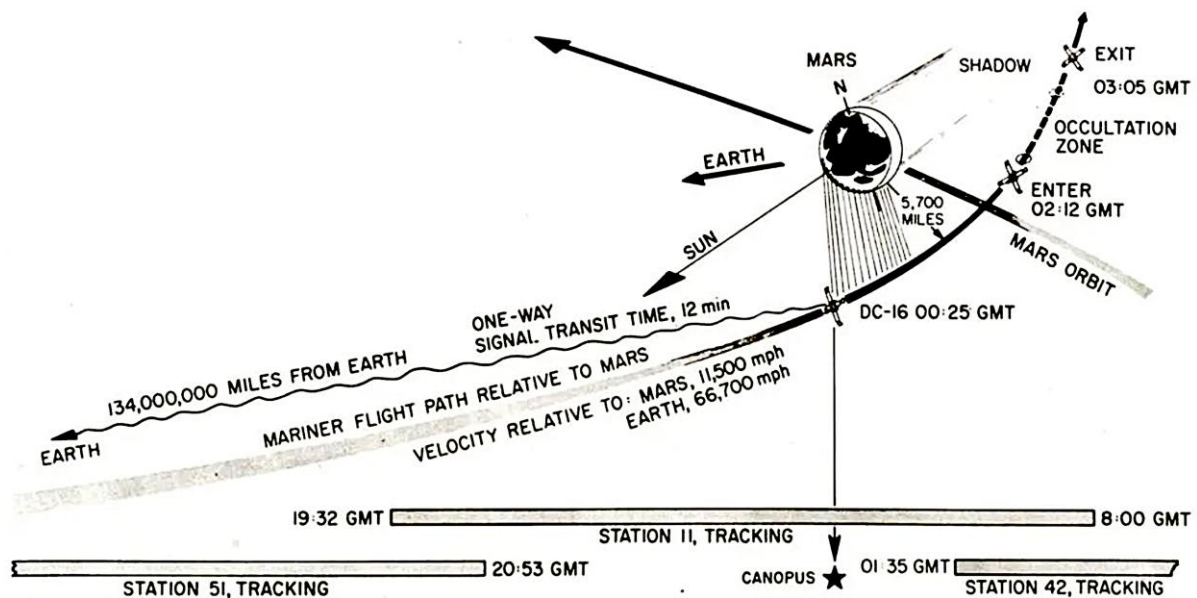 MARS
N
SHADOW
EXIT
03:05 GMT
OCCULTATION
ZONE
EARTH
ENTER
02:12 GMT
5,700
MILES
SUN
MARS ORBIT
DC-16 00:25 GMT
ONE-WAY
SIGNAL TRANSIT TIME, 12 min
134,000,000 MILES FROM EARTH
EARTH
MARINER FLIGHT PATH RELATIVE TO MARS
VELOCITY RELATIVE TO: MARS, 11,500 mph
EARTH, 66,700 mph
19:32 GMT
8:00 GMT
STATION 11, TRACKING
20:53 GMT
STATION 51, TRACKING
CANOPUS
01:35 GMT
STATION 42, TRACKING